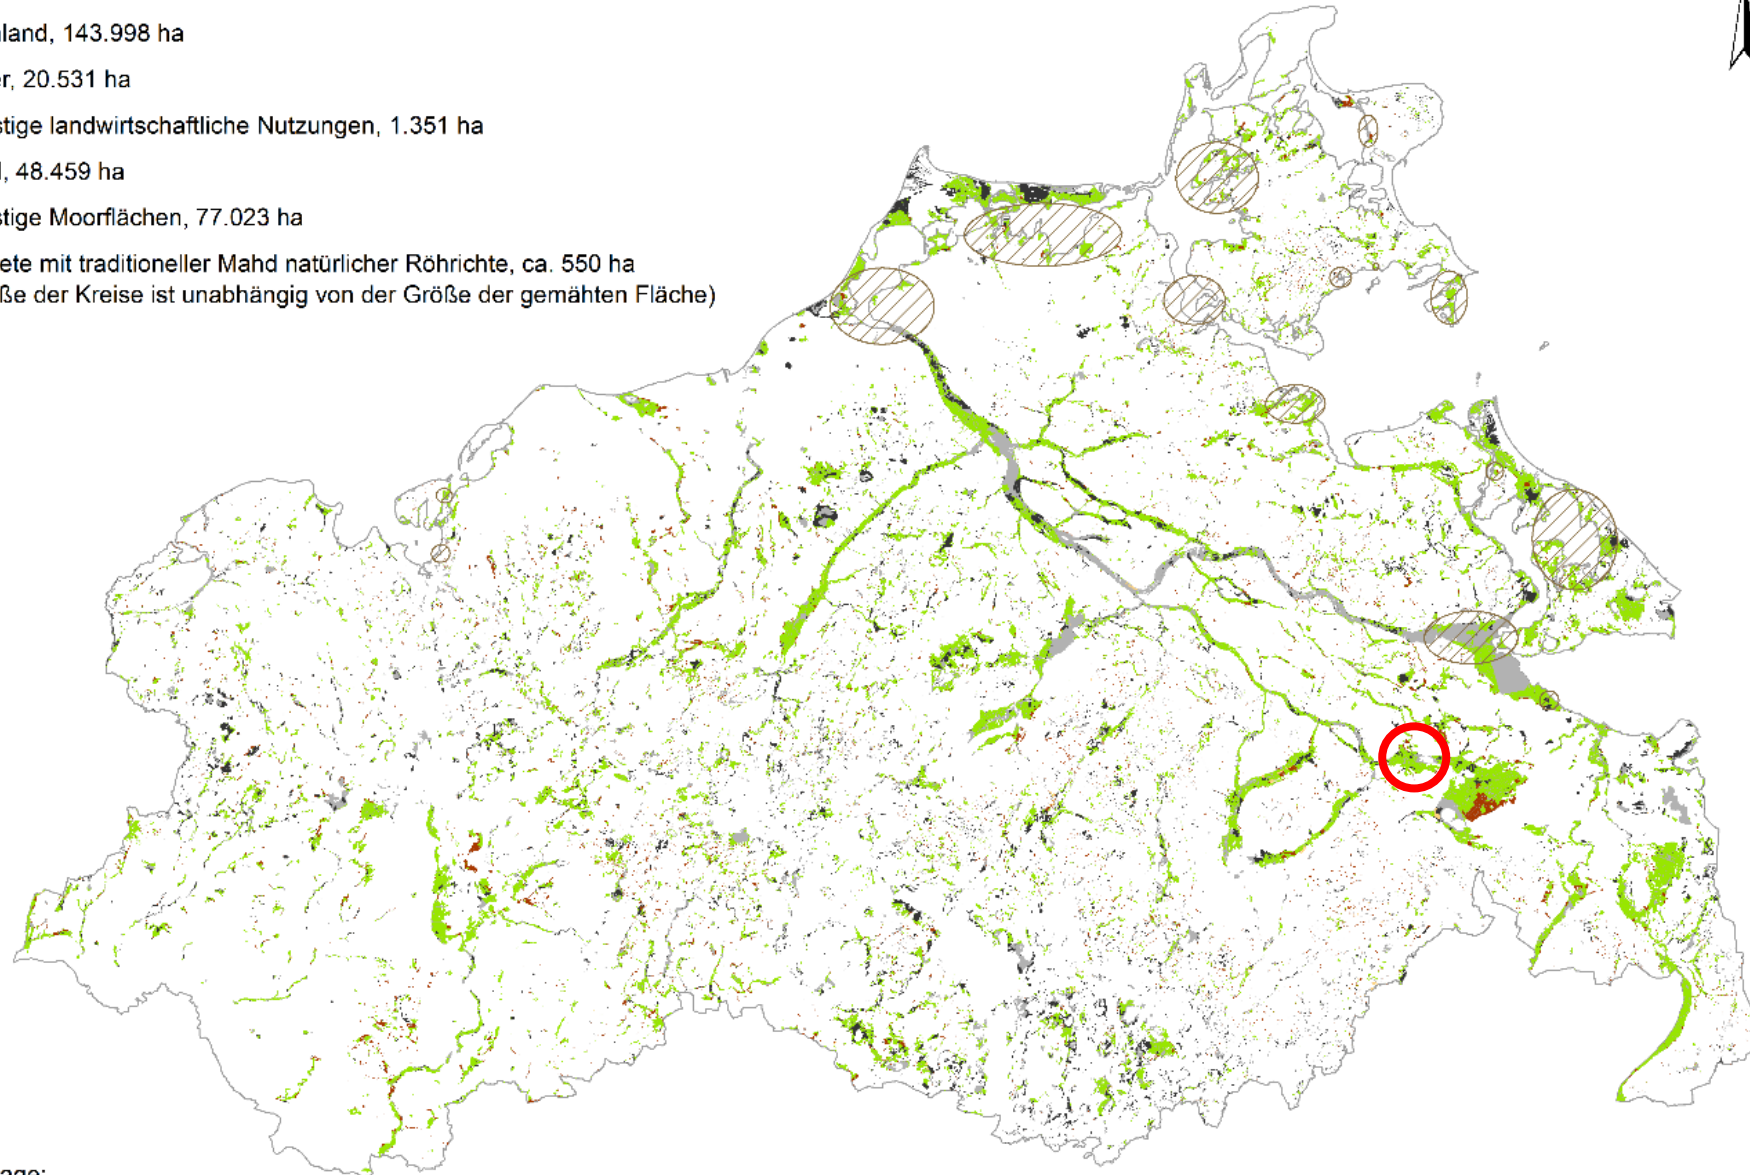 land, 143.998 ha
r, 20.531 ha
stige landwirtschaftliche Nutzungen, 1.351 ha
, 48.459 ha
stige Moorflächen, 77.023 ha
ete mit traditioneller Mahd natürlicher Röhrichte, ca. 550 ha
ße der Kreise ist unabhängig von der Größe der gemähten Fläche)